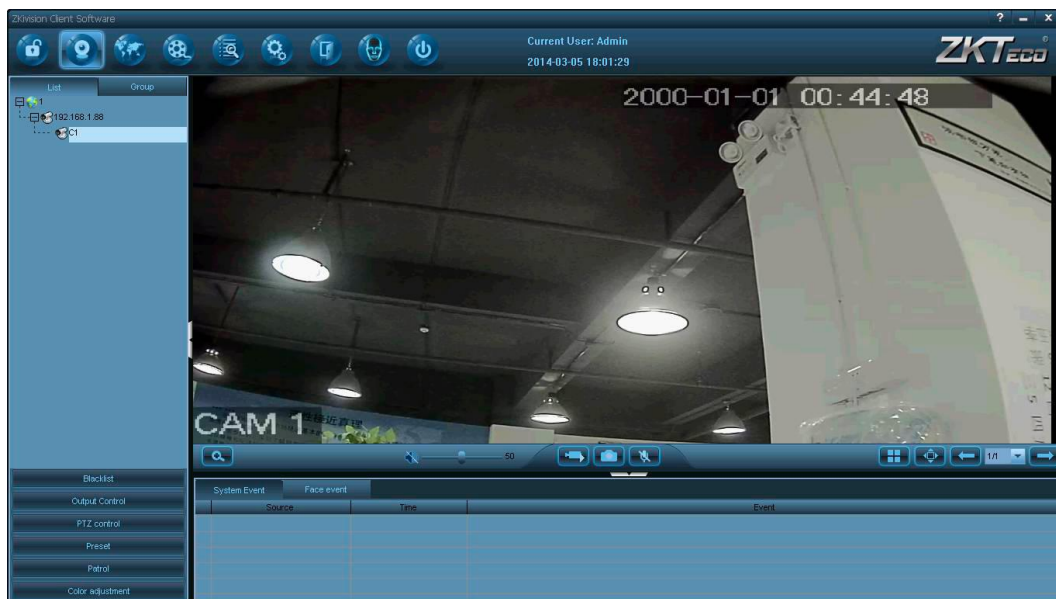 ZKIvision Client Software
Current User: Admin
2014-03-05 18:01:29
ZKTECO
List
Group
1
192.168.1.88
C1
2000-01-01 00:44:48
CAM 1
50
1/1
Blacklist
Output Control
PTZ control
Preset
Patrol
Color adjustment
System Event
Face event
Source
Time
Event